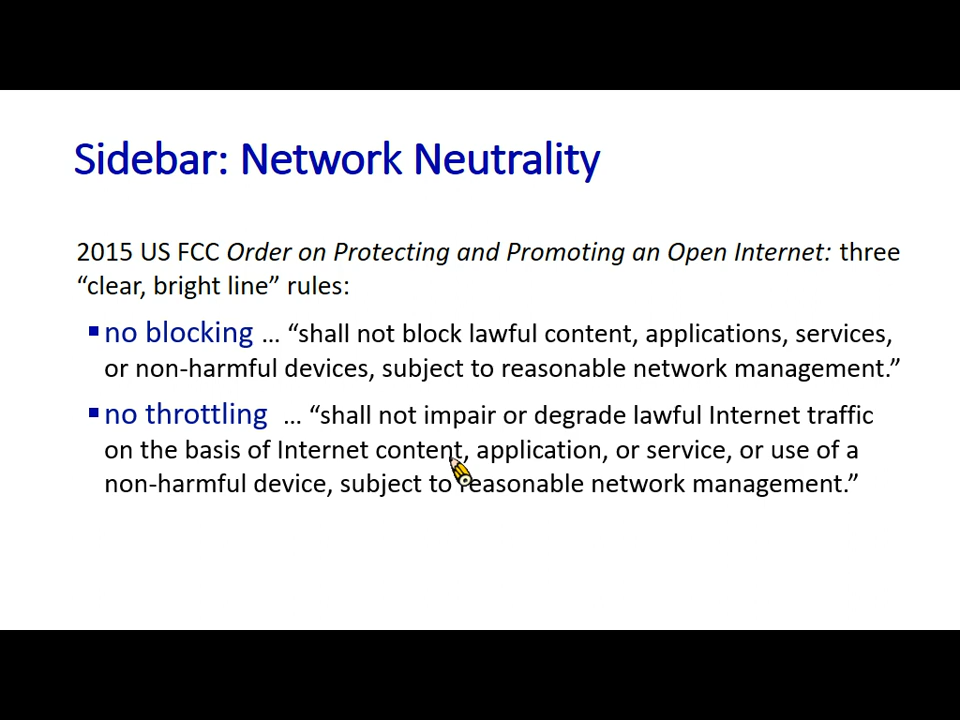 Sidebar: Network Neutrality
2015 US FCC Order on Protecting and Promoting an Open Internet: three
“clear, bright line” rules:
▪ no blocking … “shall not block lawful content, applications, services,
or non-harmful devices, subject to reasonable network management.”
▪ no throttling … “shall not impair or degrade lawful Internet traffic
on the basis of Internet content, application, or service, or use of a
non-harmful device, subject to reasonable network management.”